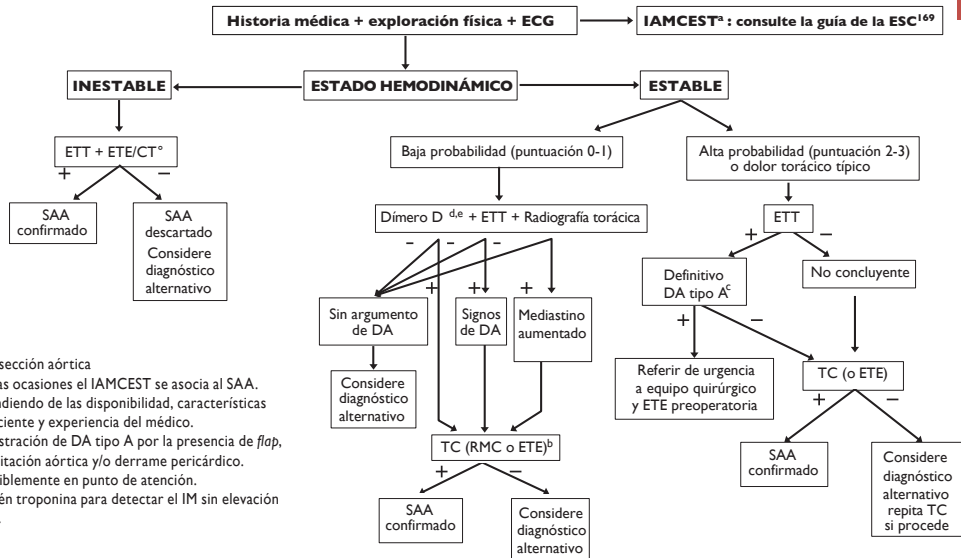 Historia médica + exploración física + ECG
IAMCESTª : consulte la guía de la ESC¹⁶⁹
INESTABLE
ESTADO HEMODINÁMICO
ESTABLE
ETT + ETE/CT°
+
–
SAA
confirmado
SAA
descartado
Considere
diagnóstico
alternativo
Baja probabilidad (puntuación 0-1)
Alta probabilidad (puntuación 2-3)
o dolor torácico típico
Dímero D d,e + ETT + Radiografía torácica
- - -
+ + +
Sin argumento
de DA
Signos
de DA
Mediastino
aumentado
Considere
diagnóstico
alternativo
TC (RMC o ETE)ᵇ
+
–
SAA
confirmado
Considere
diagnóstico
alternativo
ETT
+
–
Definitivo
DA tipo Aᶜ
No concluyente
+
–
Referir de urgencia
a equipo quirúrgico
y ETE preoperatoria
TC (o ETE)
+
–
SAA
confirmado
Considere
diagnóstico
alternativo
repita TC
si procede
sección aórtica
as ocasiones el IAMCEST se asocia al SAA.
ndiendo de las disponibilidad, características
ciente y experiencia del médico.
stración de DA tipo A por la presencia de flap,
itación aórtica y/o derrame pericárdico.
iblemente en punto de atención.
én troponina para detectar el IM sin elevación
.